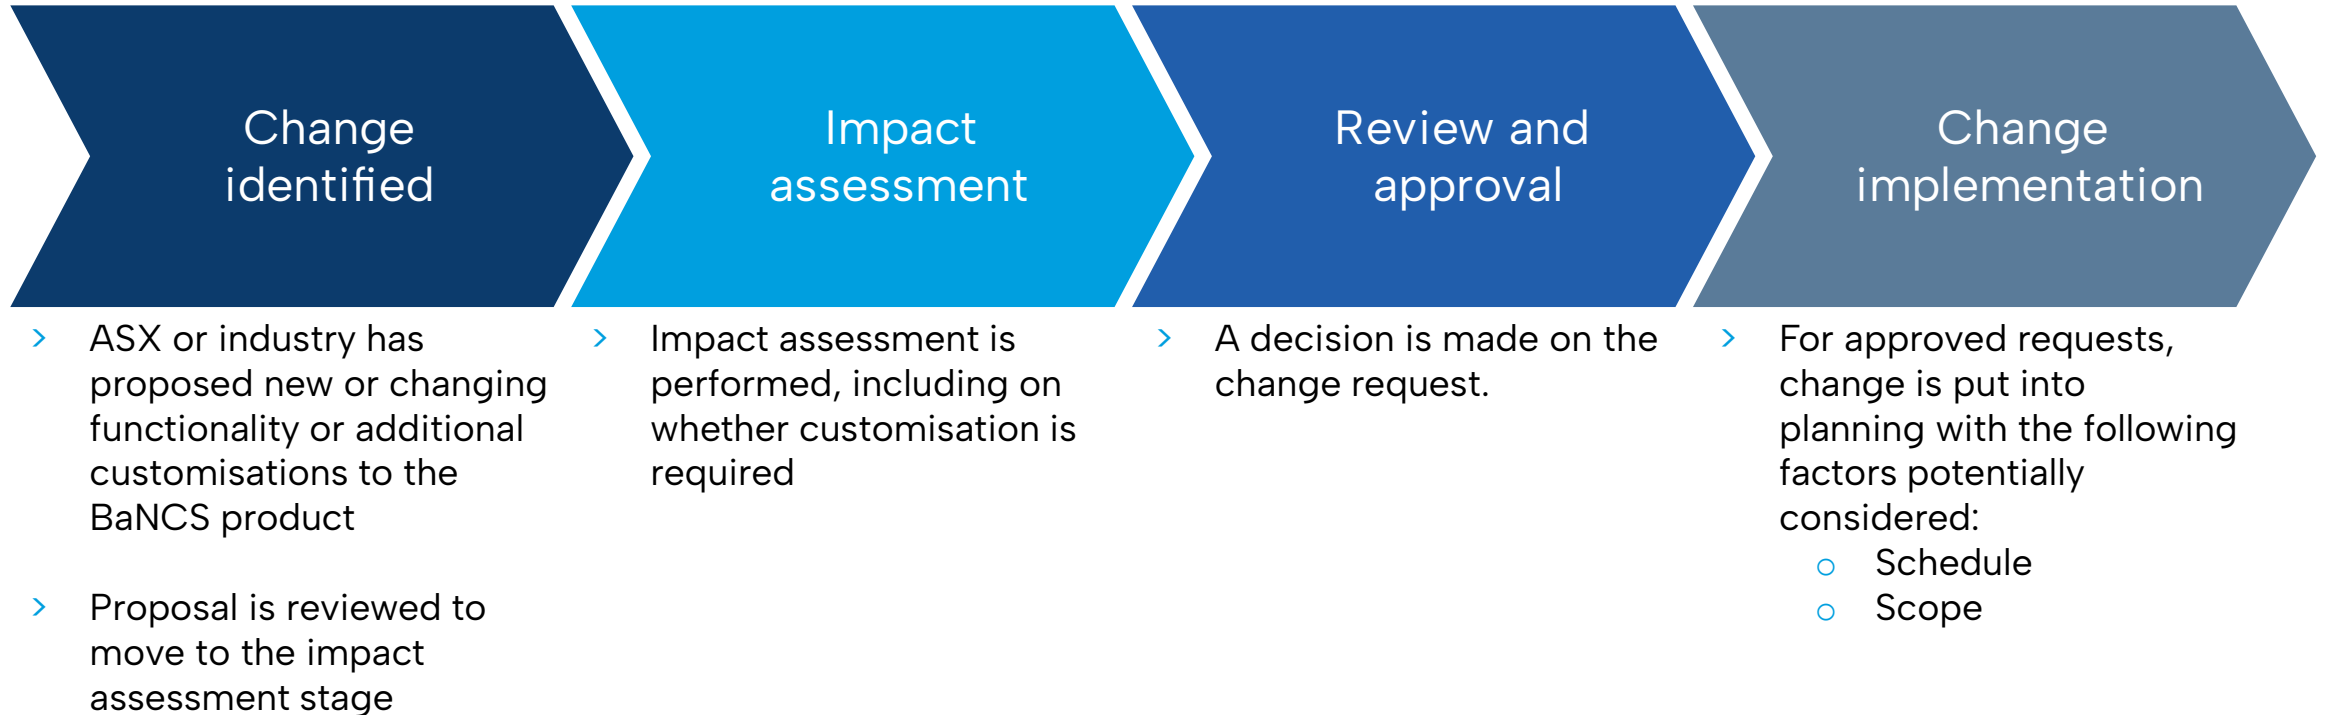 Change
identified
Impact
assessment
Review and
approval
Change
implementation
> ASX or industry has
proposed new or changing
functionality or additional
customisations to the
BaNCS product
> Proposal is reviewed to
move to the impact
assessment stage
> Impact assessment is
performed, including on
whether customisation is
required
> A decision is made on the
change request.
> For approved requests,
change is put into
planning with the following
factors potentially
considered:
o Schedule
o Scope